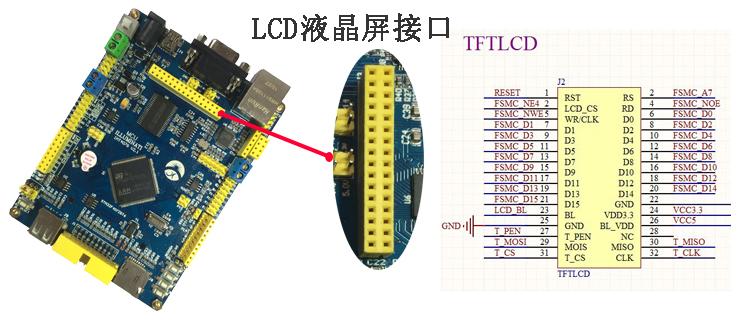 LCD液晶屏接口
TFTLCD
J2
RESET 1 RST RS 2 FSMC_A7
FSMC_NE4 3 LCD_CS RD 4 FSMC_NOE
FSMC_NWE 5 WR/CLK D0 6 FSMC_D0
FSMC_D1 7 D1 D2 8 FSMC_D2
FSMC_D3 9 D3 D4 10 FSMC_D4
FSMC_D5 11 D5 D6 12 FSMC_D6
FSMC_D7 13 D7 D8 14 FSMC_D8
FSMC_D9 15 D9 D10 16 FSMC_D10
FSMC_D11 17 D11 D12 18 FSMC_D12
FSMC_D13 19 D13 D14 20 FSMC_D14
FSMC_D15 21 D15 GND 22
LCD_BL 23 BL VDD3.3 24 VCC3.3
GND 25 GND BL_VDD 26 VCC5
T_PEN 27 T_PEN NC 28
T_MOSI 29 MOIS MISO 30 T_MISO
T_CS 31 T_CS CLK 32 T_CLK
TFTLCD
5.0V
C24
C22